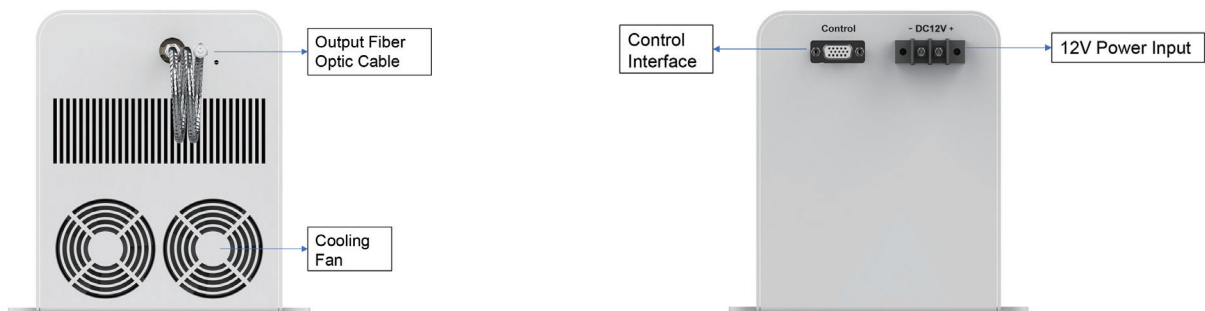 Output Fiber
Optic Cable
Cooling
Fan
Control
Interface
Control
- DC12V +
12V Power Input